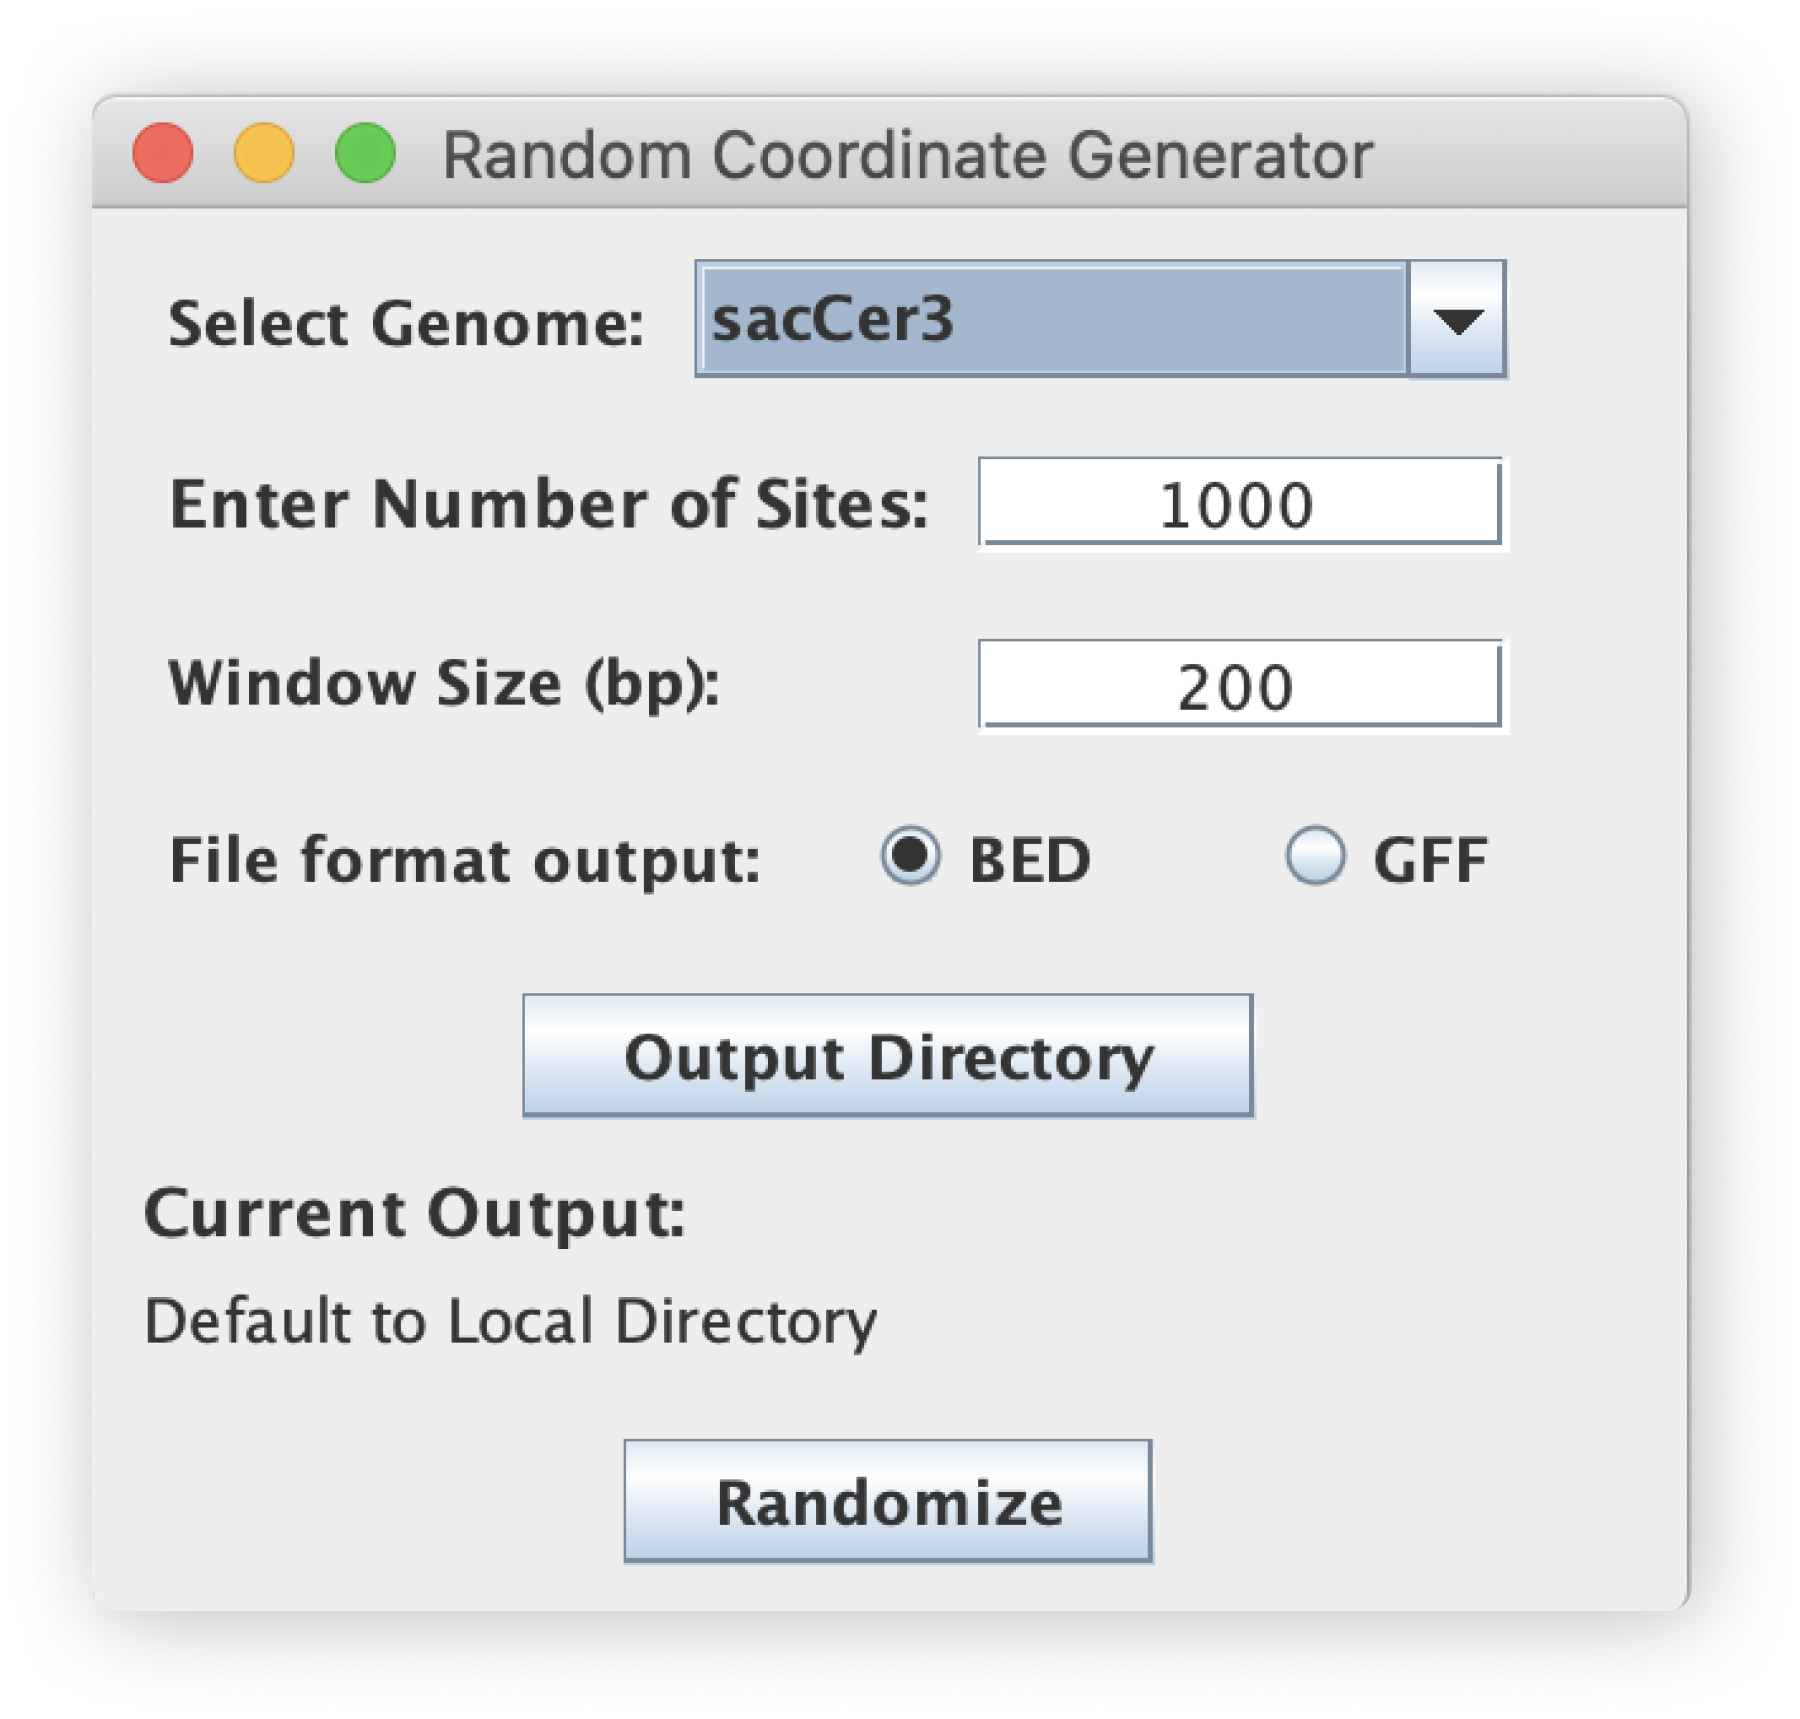 Random Coordinate Generator
Select Genome: sacCer3
Enter Number of Sites: 1000
Window Size (bp): 200
File format output: BED GFF
Output Directory
Current Output:
Default to Local Directory
Randomize